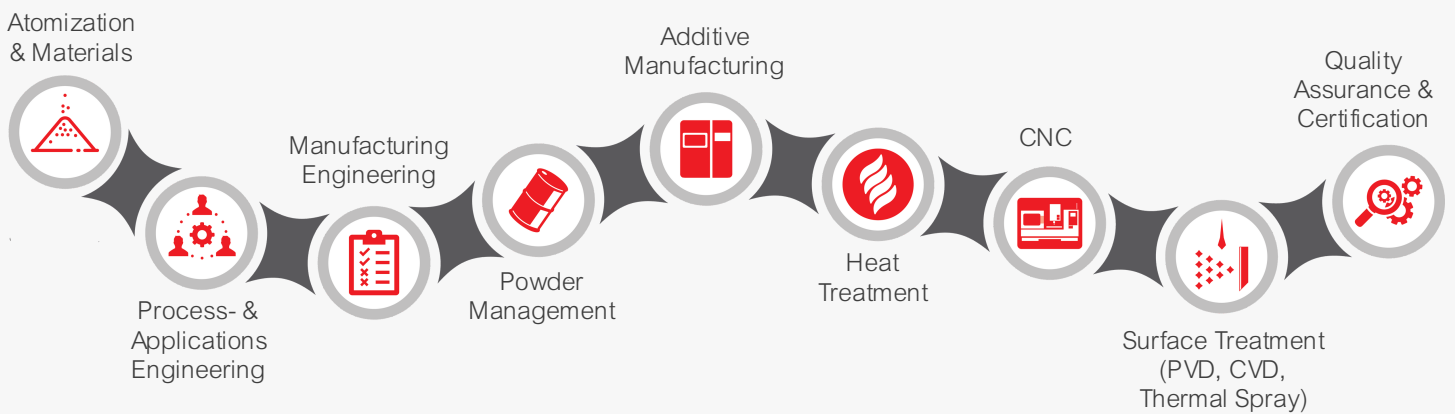 Atomization
& Materials
Process- &
Applications
Engineering
Manufacturing
Engineering
Powder
Management
Additive
Manufacturing
Heat
Treatment
CNC
Surface Treatment
(PVD, CVD,
Thermal Spray)
Quality
Assurance &
Certification